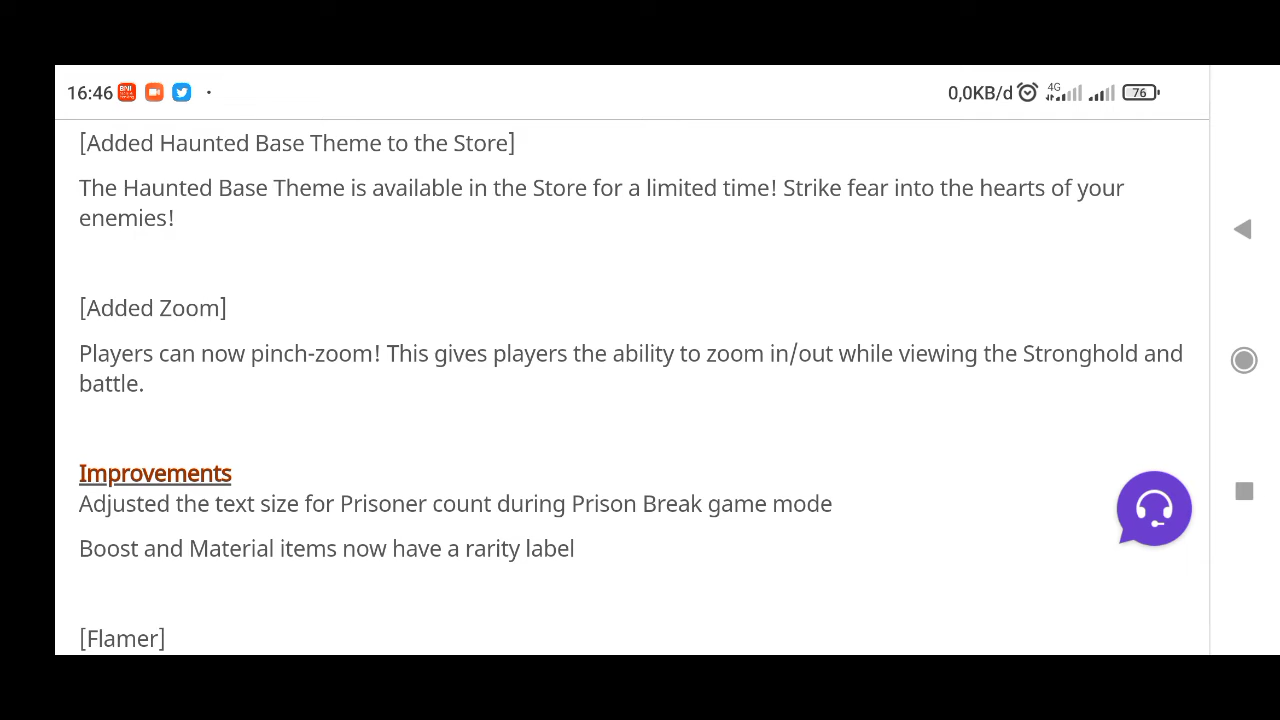 16:46
0,0KB/d 4G 76
[Added Haunted Base Theme to the Store]
The Haunted Base Theme is available in the Store for a limited time! Strike fear into the hearts of your
enemies!
[Added Zoom]
Players can now pinch-zoom! This gives players the ability to zoom in/out while viewing the Stronghold and
battle.
Improvements
Adjusted the text size for Prisoner count during Prison Break game mode
Boost and Material items now have a rarity label
[Flamer]